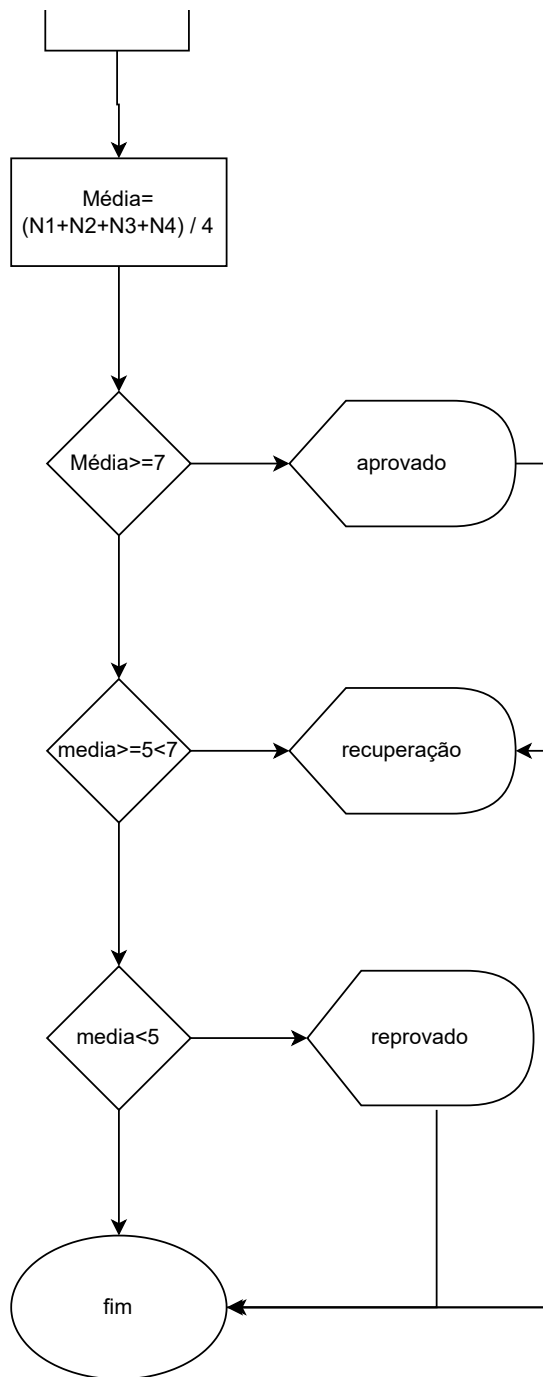 Média=
(N1+N2+N3+N4) / 4
Média>=7
aprovado
media>=5<7
recuperação
media<5
reprovado
fim